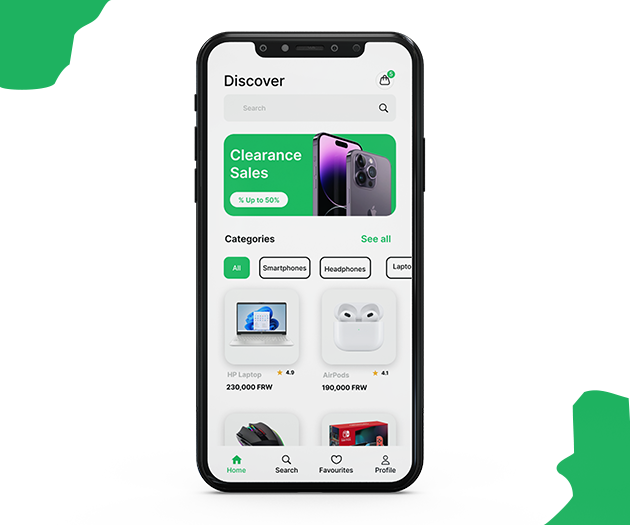 Discover
5
Search
Clearance
Sales
% Up to 50%
Categories
See all
All
Smartphones
Headphones
Lapto
HP Laptop
4.9
230,000 FRW
AirPods
4.1
190,000 FRW
Home
Search
Favourites
Profile